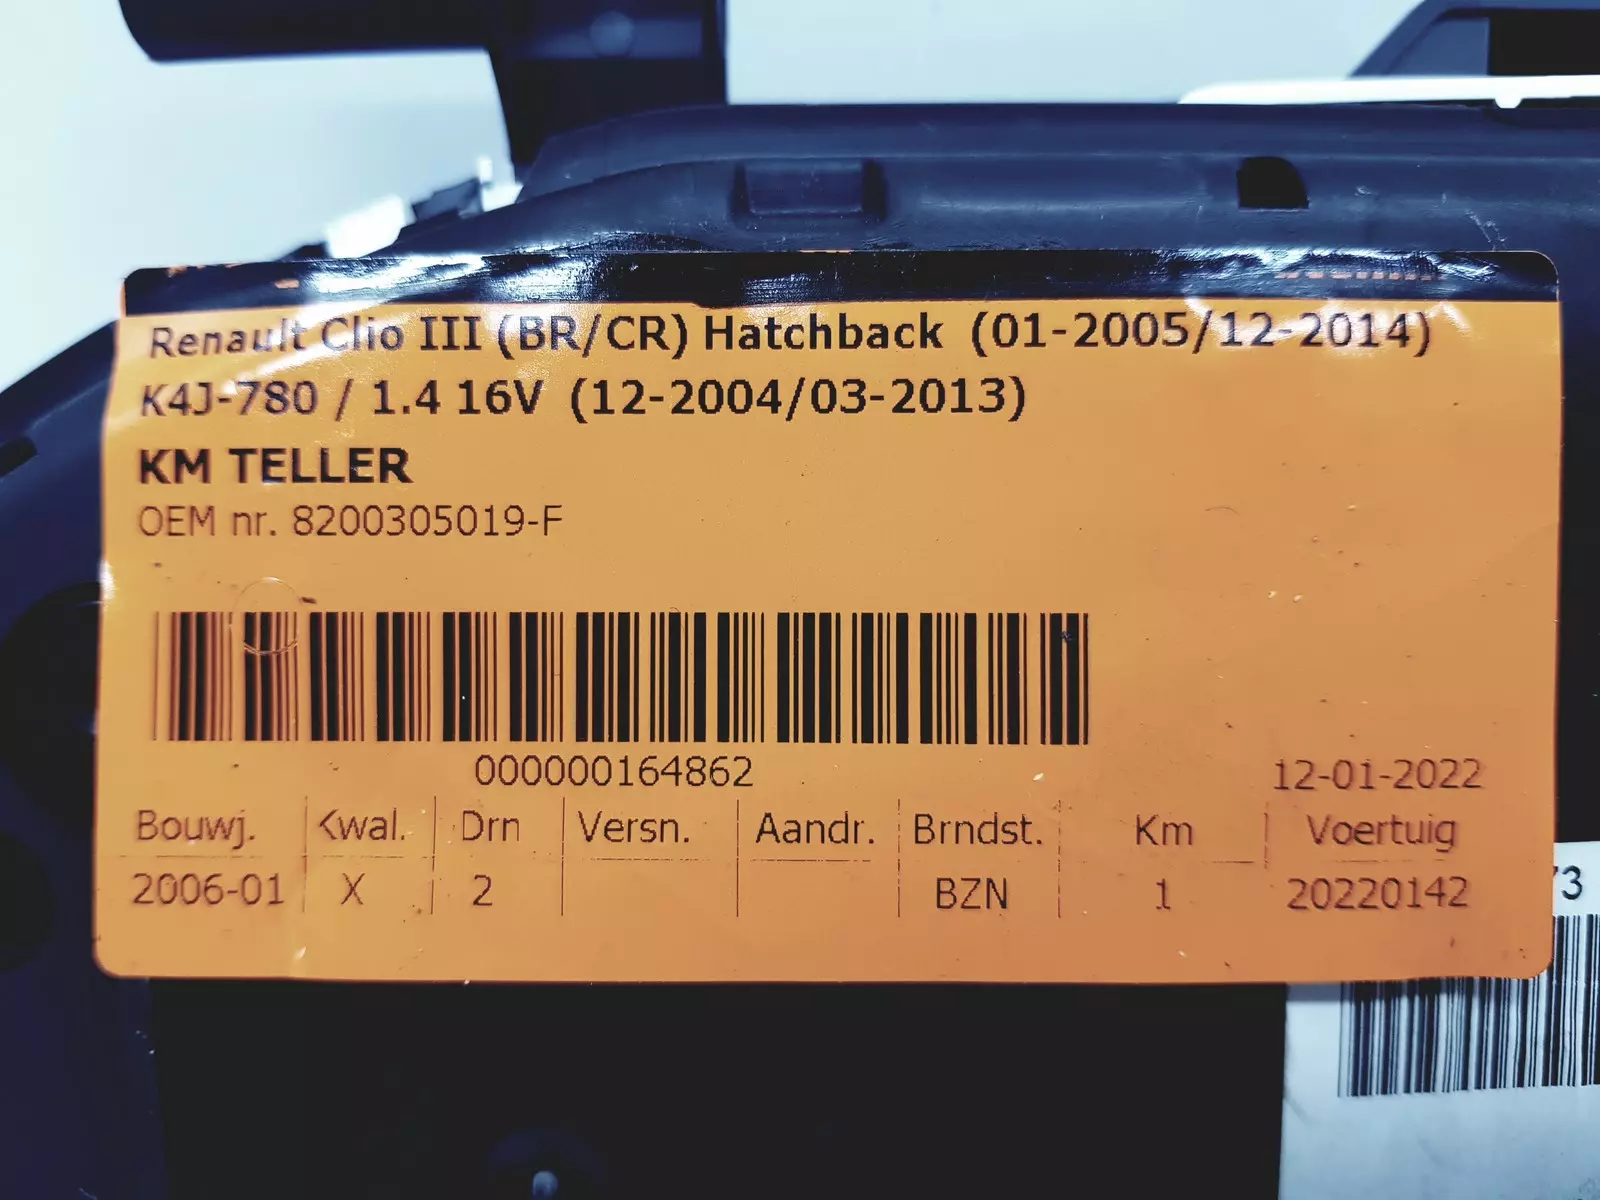 Renault Clio III (BR/CR) Hatchback (01-2005/12-2014)
K4J-780 / 1.4 16V (12-2004/03-2013)
KM TELLER
OEM nr. 8200305019-F
000000164862
12-01-2022
Bouwj. Kwal. Drn Versn. Aandr. Brndst. Km Voertuig
2006-01 X 2 BZN 1 20220142
73